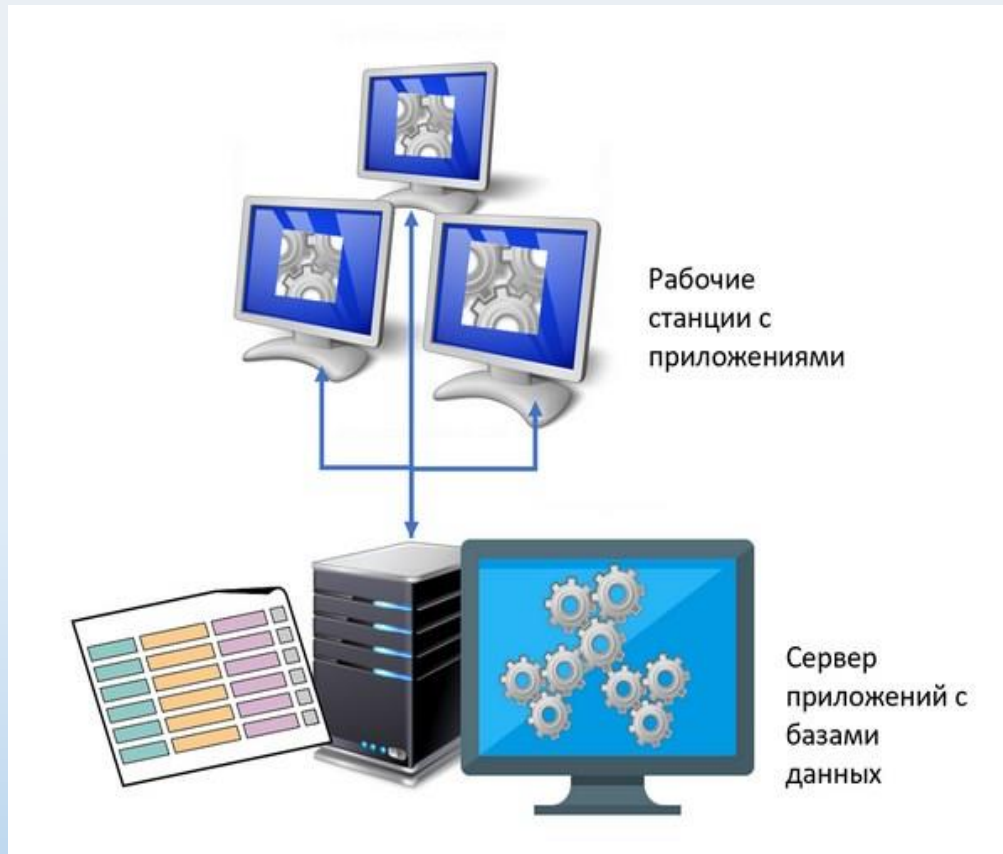 Рабочие
станции с
приложениями
Сервер
приложений с
базами
данных